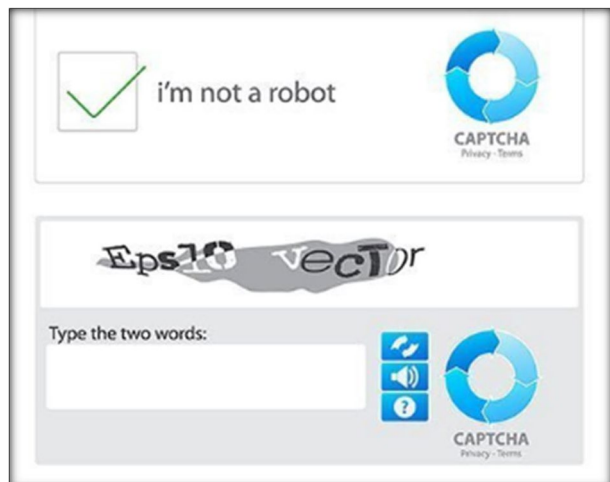 i'm not a robot
CAPTCHA
Privacy - Terms
Eps10 vecTor
Type the two words:
?
CAPTCHA
Privacy - Terms